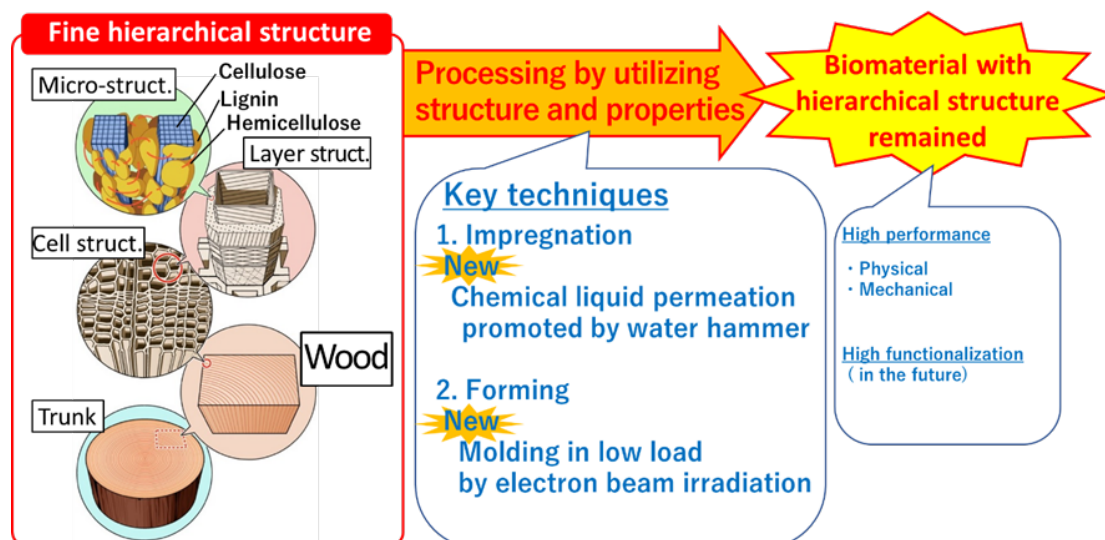 Fine hierarchical structure
Micro-struct.
Cellulose
Lignin
Hemicellulose
Layer struct.
Cell struct.
Wood
Trunk
Processing by utilizing
structure and properties
Key techniques
1. Impregnation
New
Chemical liquid permeation
promoted by water hammer
2. Forming
New
Molding in low load
by electron beam irradiation
Biomaterial with
hierarchical structure
remained
High performance
・Physical
・Mechanical
High functionalization
( in the future)